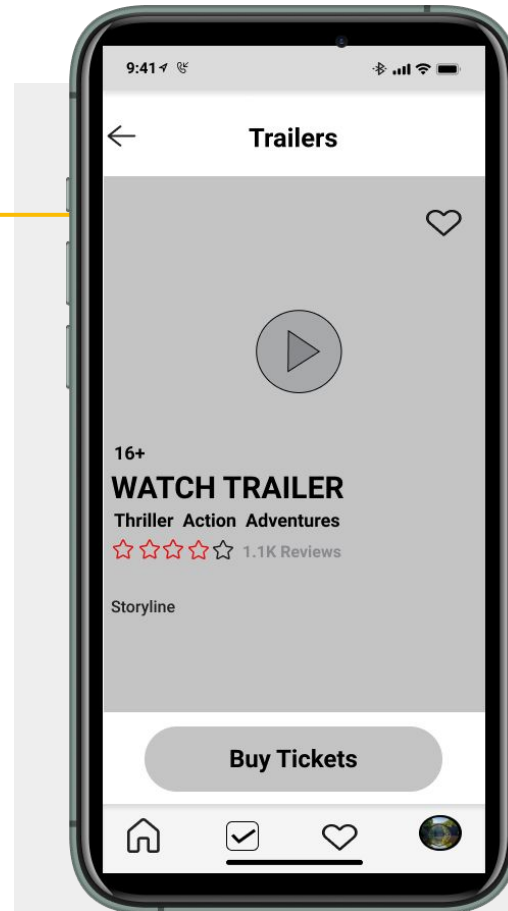 9:41
Trailers
16+
WATCH TRAILER
Thriller Action Adventures
1.1K Reviews
Storyline
Buy Tickets